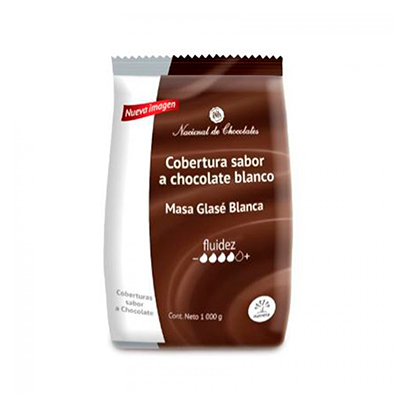 Nueva imagen
Nacional de Chocolates
Cobertura sabor
a chocolate blanco
Masa Glasé Blanca
fluidez
- +
Coberturas
sabor
a Chocolate
Cont. Neto 1 000 g